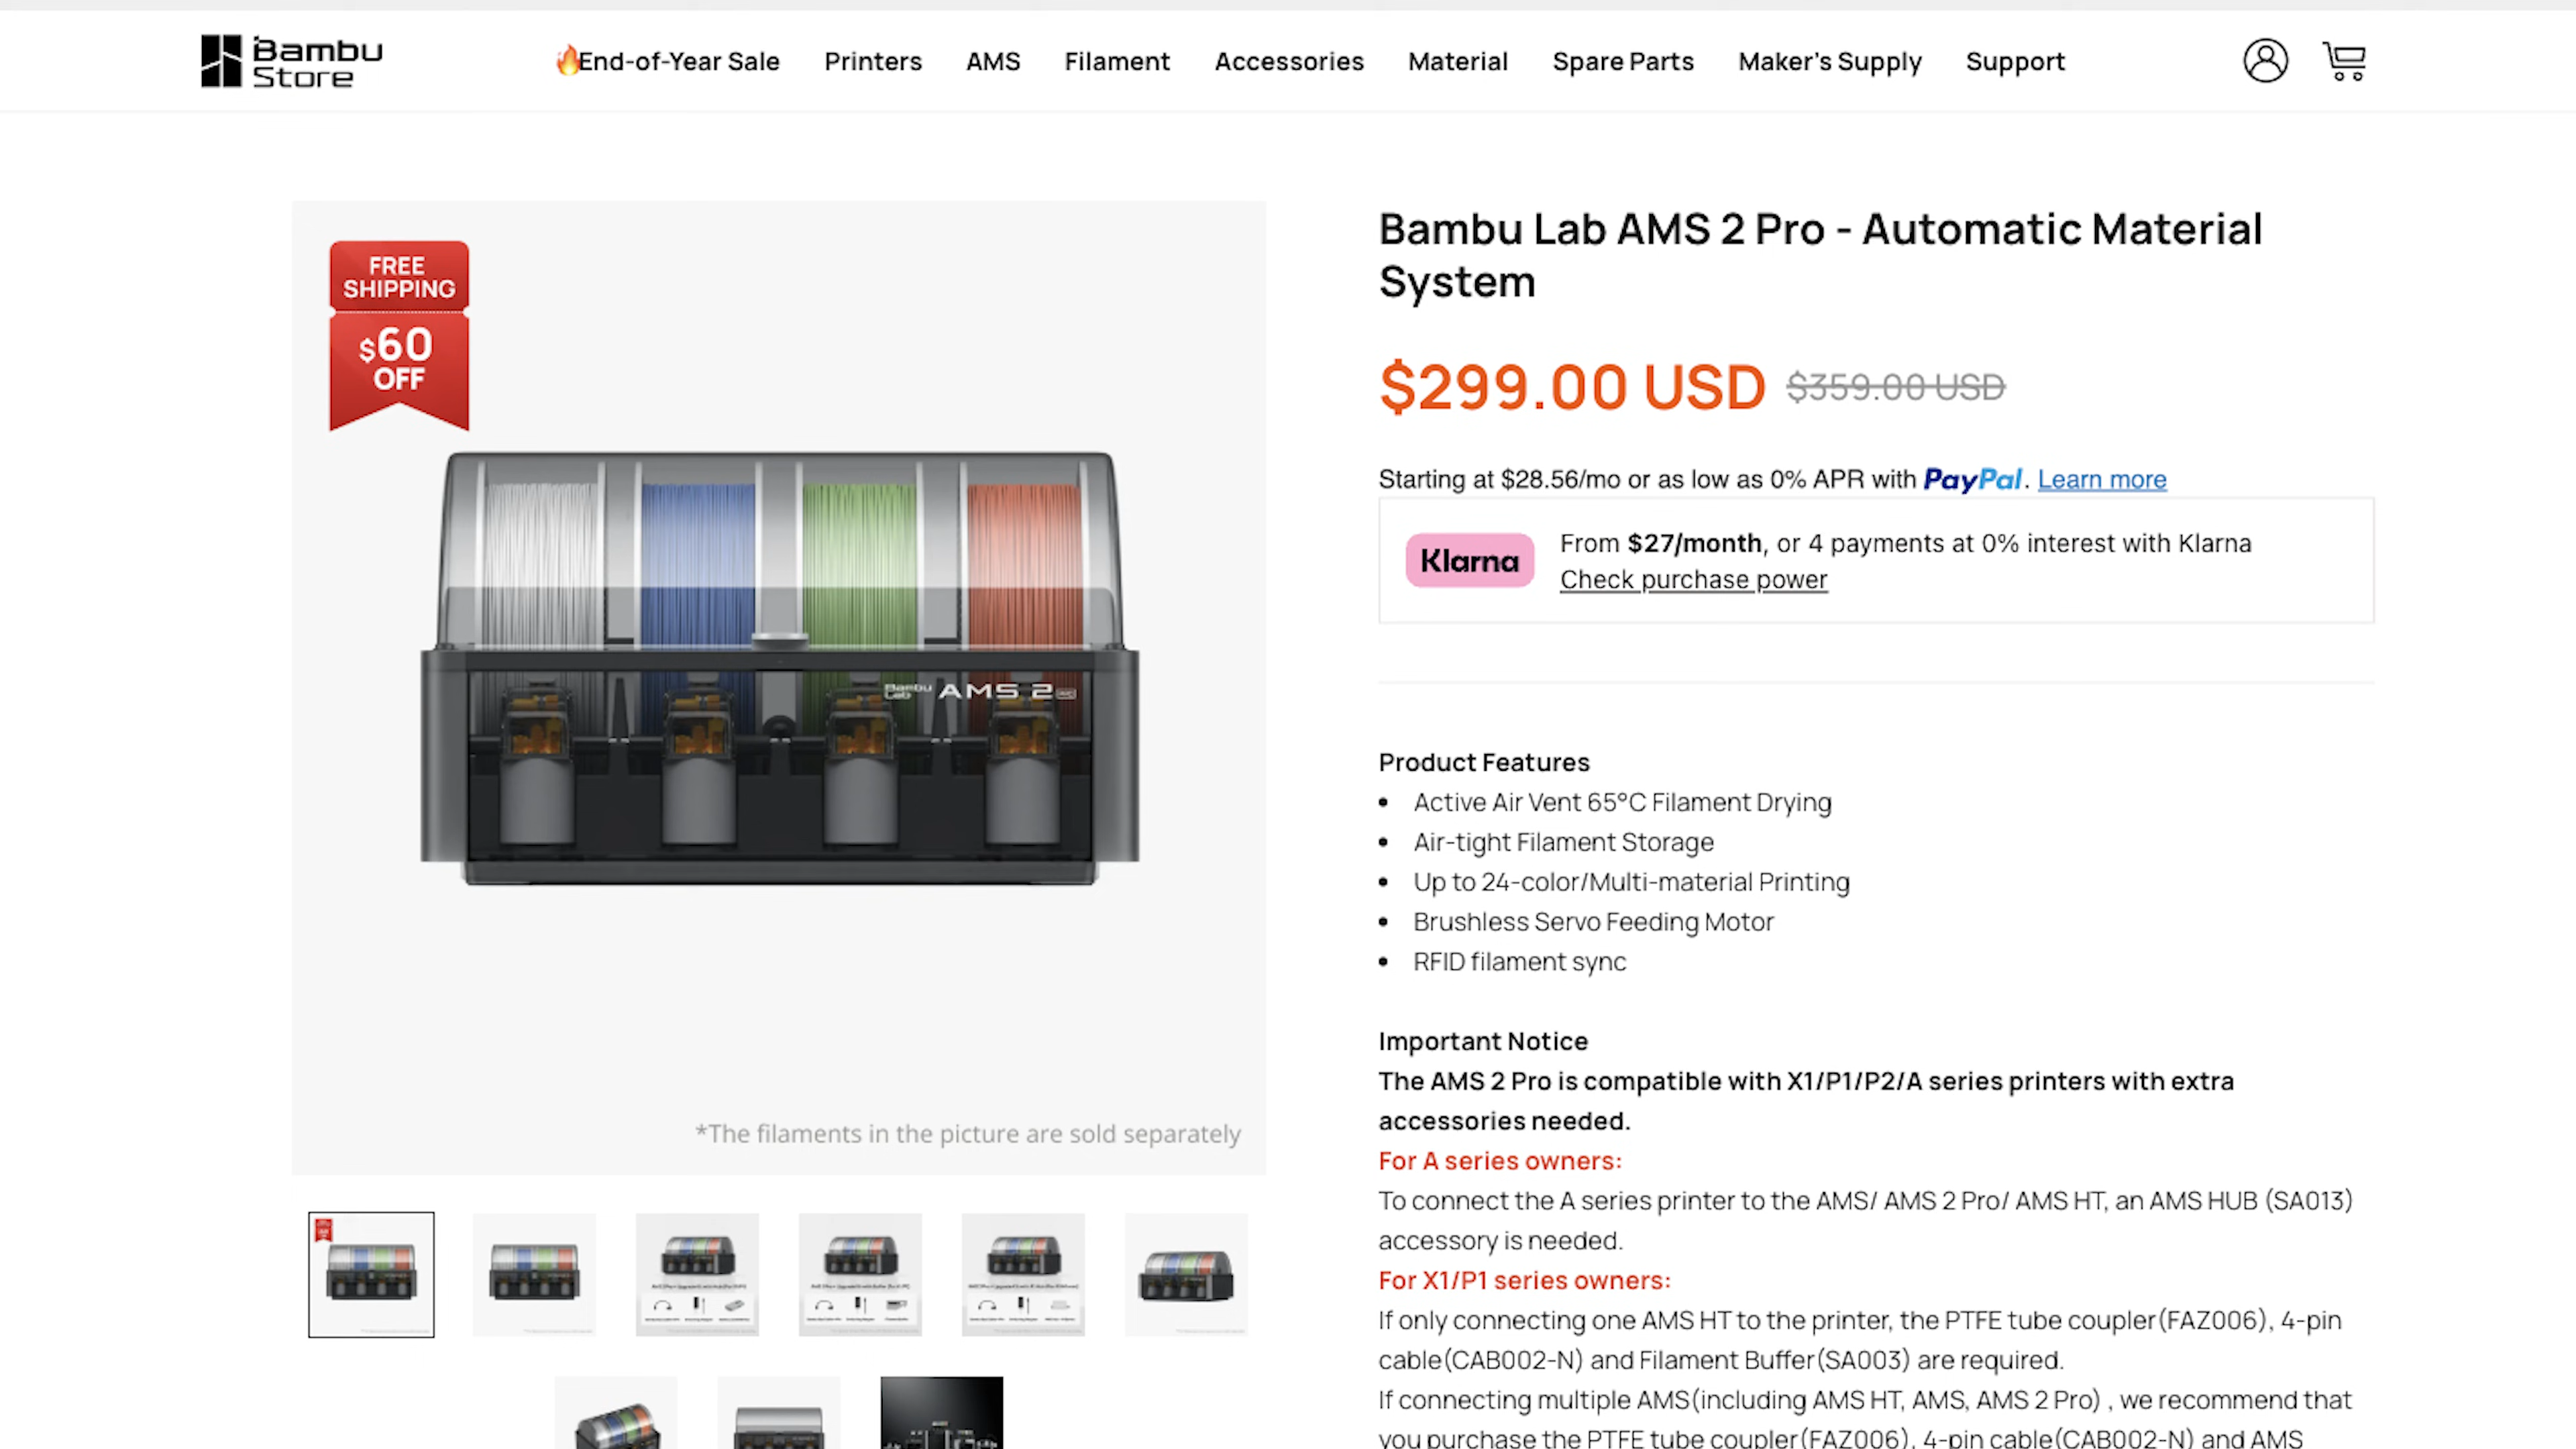 Bambu
Store
End-of-Year Sale
Printers
AMS
Filament
Accessories
Material
Spare Parts
Maker's Supply
Support
FREE
SHIPPING
$60
OFF
Bambu
Lab
AMS 2
*The filaments in the picture are sold separately
Bambu Lab AMS 2 Pro - Automatic Material
System
$299.00 USD $359.00 USD
Starting at $28.56/mo or as low as 0% APR with PayPal. Learn more
Klarna
From $27/month, or 4 payments at 0% interest with Klarna
Check purchase power
Product Features
• Active Air Vent 65°C Filament Drying
• Air-tight Filament Storage
• Up to 24-color/Multi-material Printing
• Brushless Servo Feeding Motor
• RFID filament sync
Important Notice
The AMS 2 Pro is compatible with X1/P1/P2/A series printers with extra
accessories needed.
For A series owners:
To connect the A series printer to the AMS/ AMS 2 Pro/ AMS HT, an AMS HUB (SA013)
accessory is needed.
For X1/P1 series owners:
If only connecting one AMS HT to the printer, the PTFE tube coupler(FAZ006), 4-pin
cable(CAB002-N) and Filament Buffer(SA003) are required.
If connecting multiple AMS(including AMS HT, AMS, AMS 2 Pro) , we recommend that
you purchase the PTFE tube coupler(FAZ006), 4-pin cable(CAB002-N) and AMS